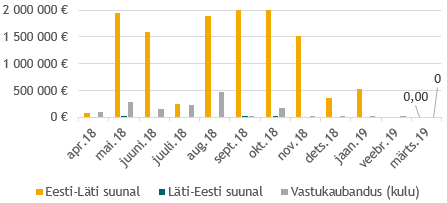 2 000 000 €
1 500 000 €
1 000 000 €
500 000 €
0 €
0,00
0
apr.18
mai.18
juuni.18
juuli.18
aug.18
sept.18
okt.18
nov.18
dets.18
jaan.19
veebr.19
märts.19
Eesti-Läti suunal Läti-Eesti suunal Vastukaubandus (kulu)